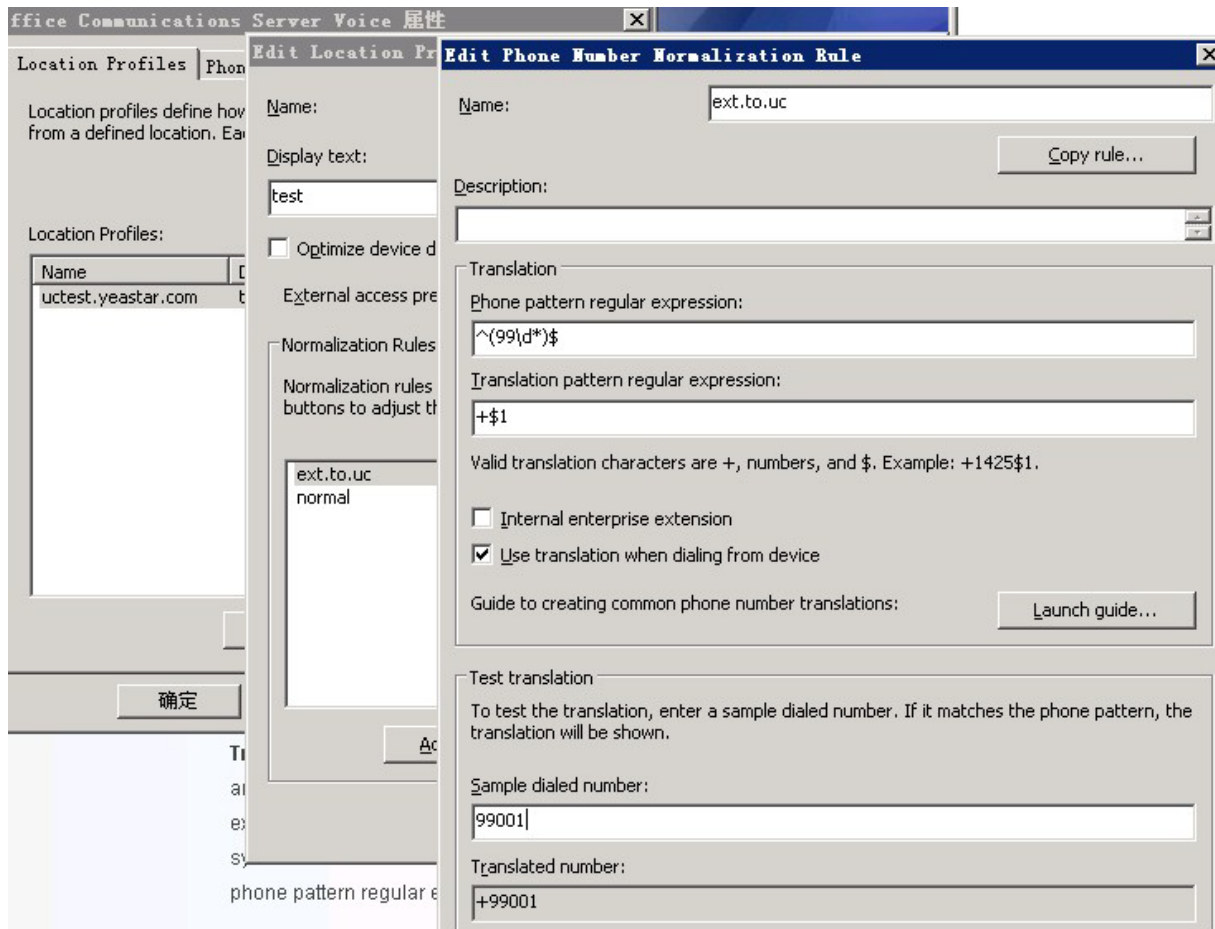 ffice Communications Server Voice 属性
Location Profiles
Phon
Location profiles define how
from a defined location. Ea
Location Profiles:
Name
uctest.yeastar.com
确定
Edit Location Pr
Name:
Display text:
test
Optimize device d
External access pre
Normalization Rules
Normalization rules
buttons to adjust th
ext.to.uc
normal
Ad
Edit Phone Number Normalization Rule
Name:
ext.to.uc
Copy rule...
Description:
Translation
Phone pattern regular expression:
^(99\d*)$
Translation pattern regular expression:
+$1
Valid translation characters are +, numbers, and $. Example: +1425$1.
Internal enterprise extension
Use translation when dialing from device
Guide to creating common phone number translations:
Launch guide...
Test translation
To test the translation, enter a sample dialed number. If it matches the phone pattern, the
translation will be shown.
Sample dialed number:
99001
Translated number:
+99001
phone pattern regular e